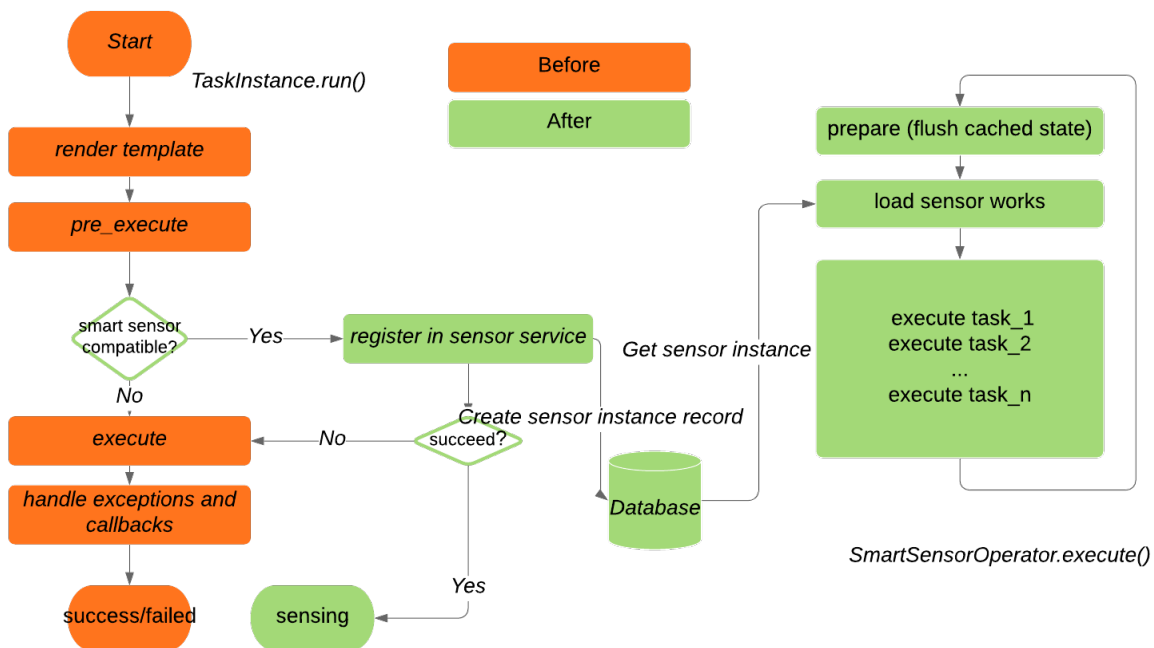 Start
TaskInstance.run()
Before
After
render template
pre_execute
smart sensor
compatible?
Yes
register in sensor service
No
Create sensor instance record
succeed?
No
execute
handle exceptions and
callbacks
success/failed
Yes
sensing
Database
Get sensor instance
prepare (flush cached state)
load sensor works
execute task_1
execute task_2
...
execute task_n
SmartSensorOperator.execute()